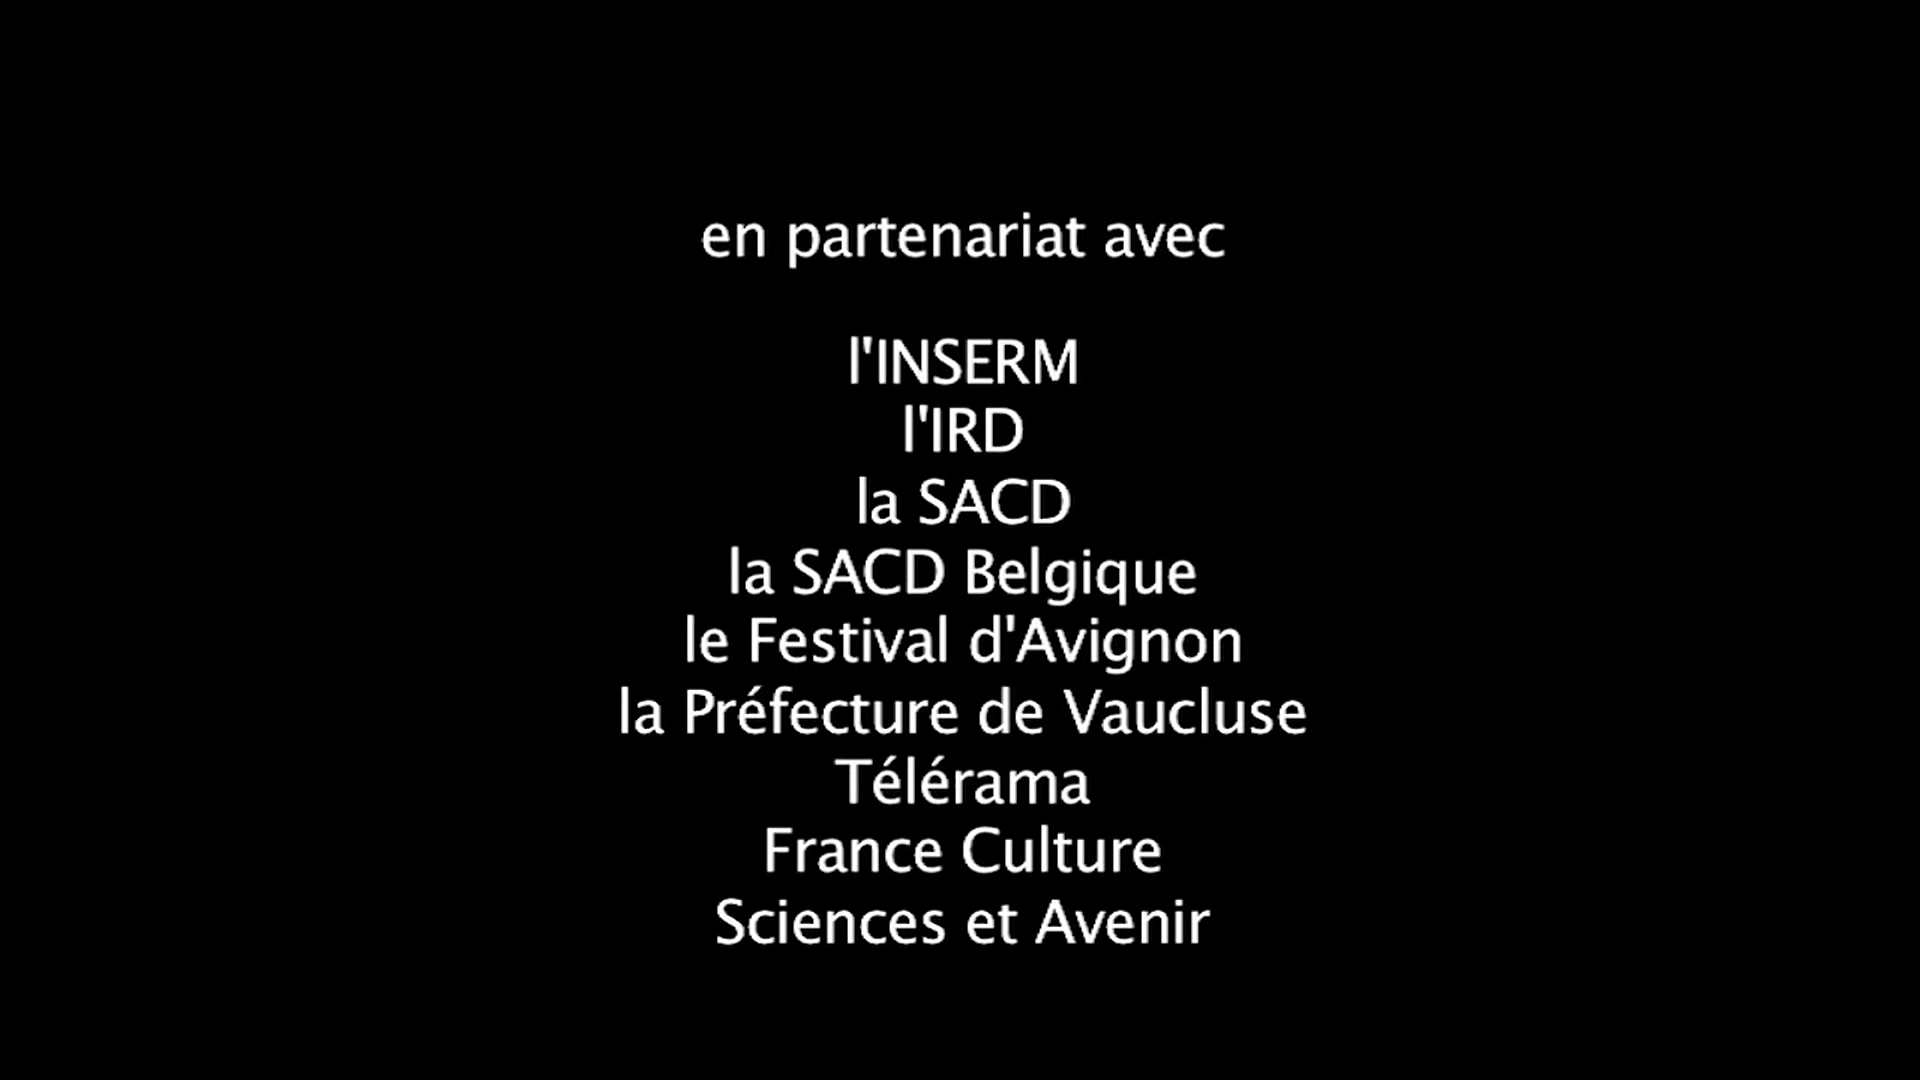 en partenariat avec
l'INSERM
l'IRD
la SACD
la SACD Belgique
le Festival d'Avignon
la Préfecture de Vaucluse
Télérama
France Culture
Sciences et Avenir